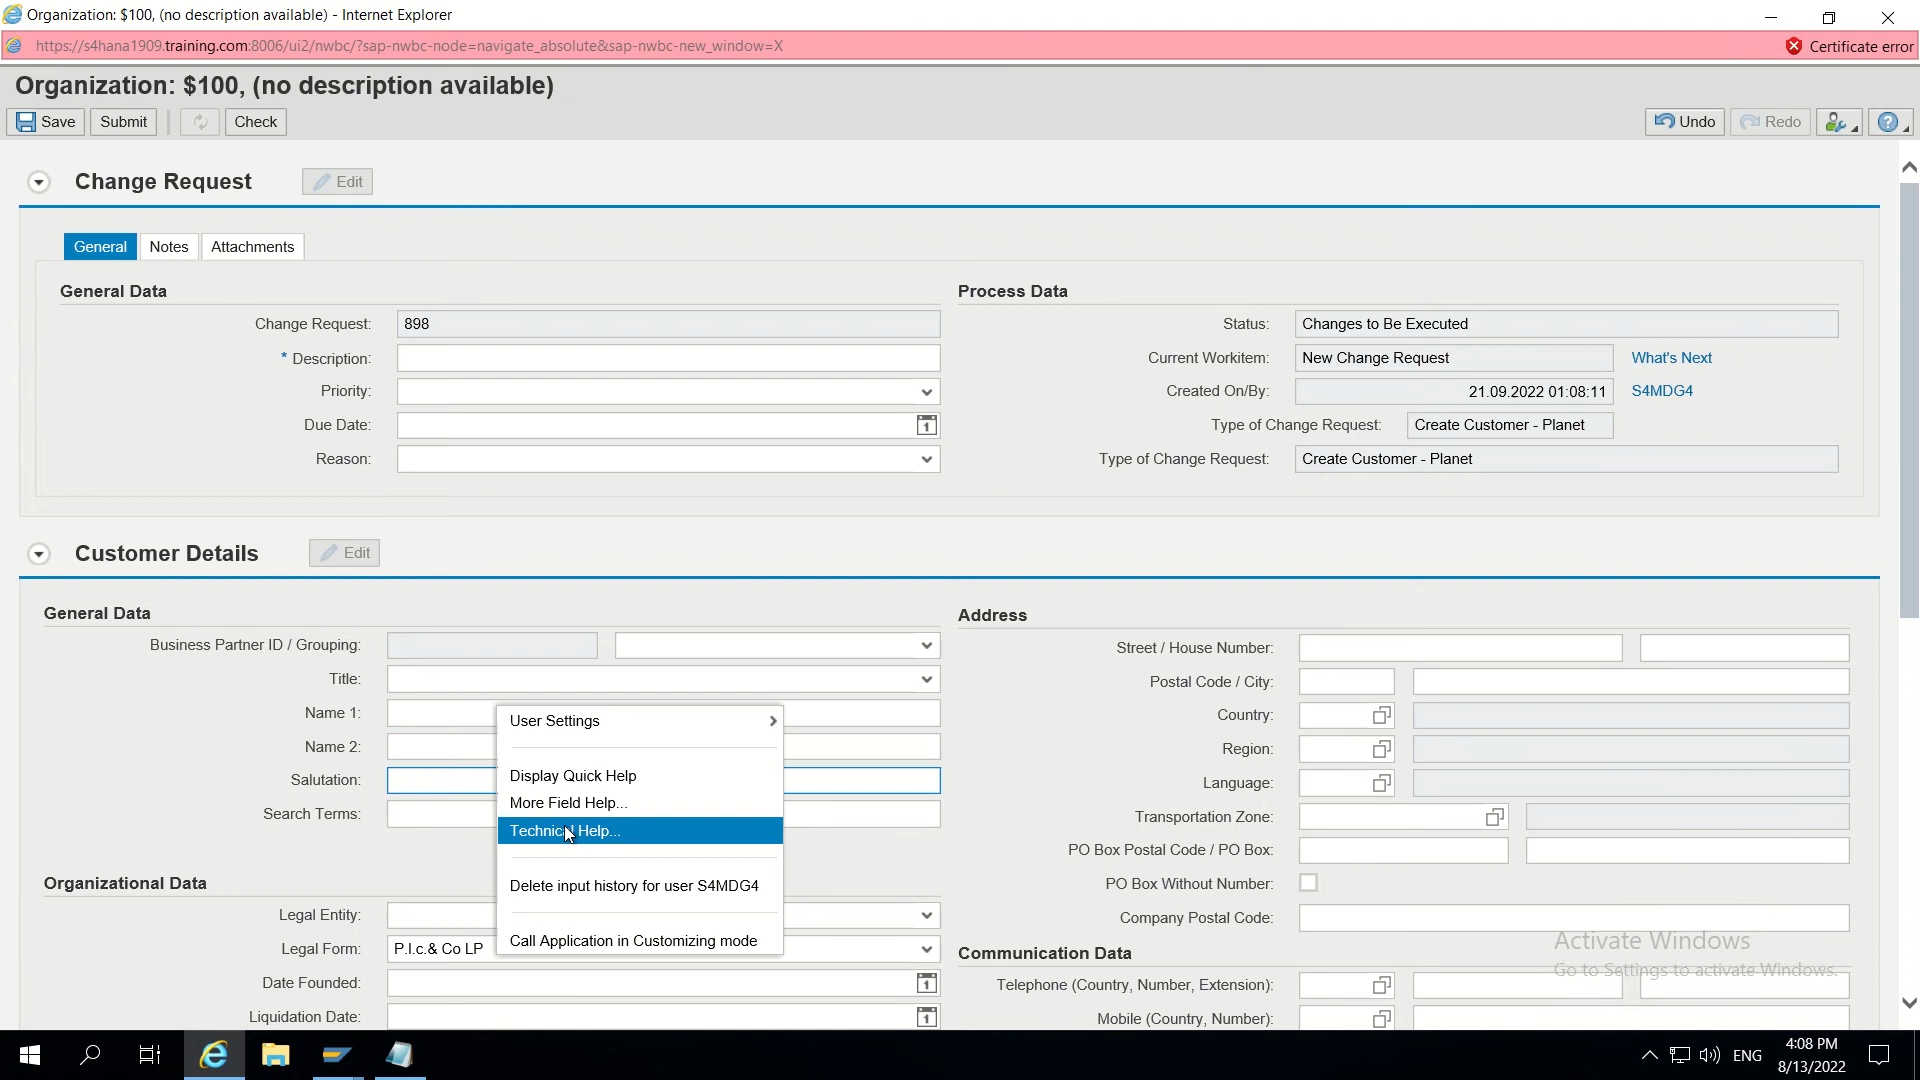 Organization: $100, (no description available) - Internet Explorer
https://s4hana1909.training.com:8006/ui2/nwbc/?sap-nwbc-node=navigate_absolute&sap-nwbc-new_window=X
Certificate error
Organization: $100, (no description available)
Save
Submit
Check
Undo
Redo
Change Request
Edit
General
Notes
Attachments
General Data
Change Request: 898
* Description:
Priority:
Due Date:
Reason:
Process Data
Status: Changes to Be Executed
Current Workitem: New Change Request What's Next
Created On/By: 21.09.2022 01:08:11 S4MDG4
Type of Change Request: Create Customer - Planet
Type of Change Request: Create Customer - Planet
Customer Details
Edit
General Data
Business Partner ID / Grouping:
Title:
Name 1:
Name 2:
Salutation:
Search Terms:
User Settings
Display Quick Help
More Field Help...
Technical Help...
Delete input history for user S4MDG4
Call Application in Customizing mode
Organizational Data
Legal Entity:
Legal Form: P.l.c.& Co LP
Date Founded:
Liquidation Date:
Address
Street / House Number:
Postal Code / City:
Country:
Region:
Language:
Transportation Zone:
PO Box Postal Code / PO Box:
PO Box Without Number:
Company Postal Code:
Communication Data
Telephone (Country, Number, Extension):
Mobile (Country, Number):
Activate Windows
Go to Settings to activate Windows.
ENG
4:08 PM
8/13/2022